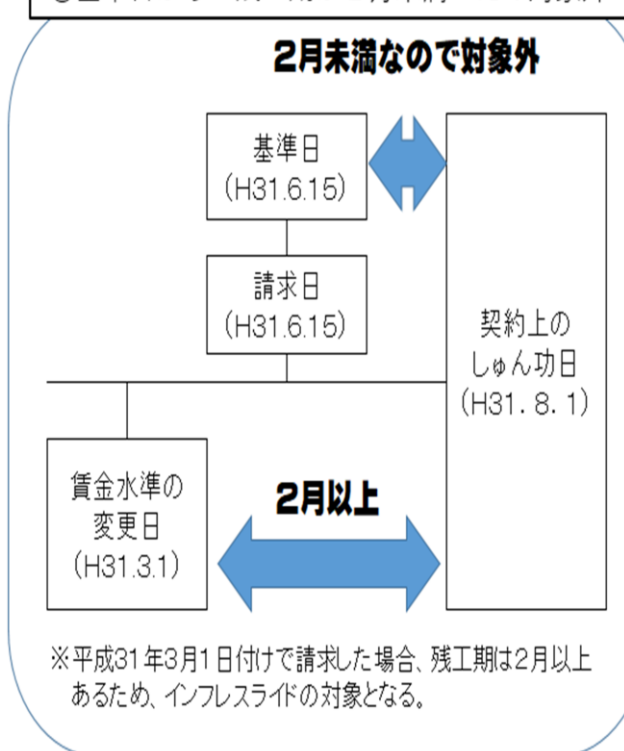 2月未満なので対象外
基準日
(H31.6.15)
請求日
(H31.6.15)
契約上の
しゅん功日
(H31.8.1)
賃金水準の
変更日
(H31.3.1)
2月以上
※平成31年3月1日付けで請求した場合、残工期は2月以上
あるため、インフレスライドの対象となる。